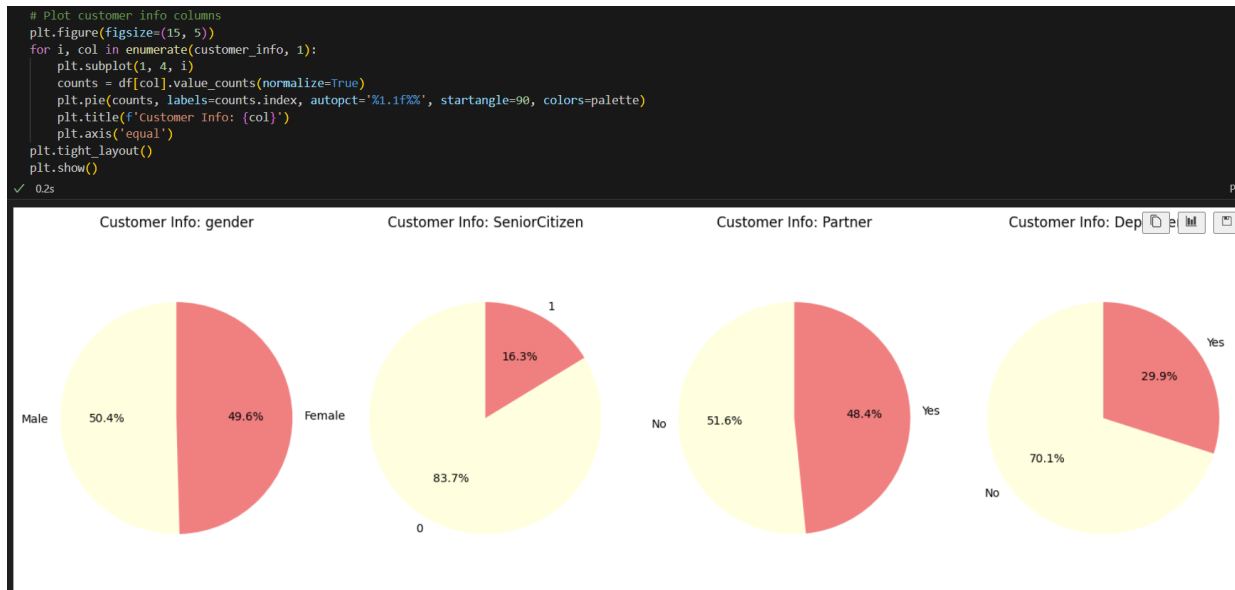 # Plot customer info columns
plt.figure(figsize=(15, 5))
for i, col in enumerate(customer_info, 1):
    plt.subplot(1, 4, i)
    counts = df[col].value_counts(normalize=True)
    plt.pie(counts, labels=counts.index, autopct='%1.1f%%', startangle=90, colors=palette)
    plt.title(f'Customer Info: {col}')
    plt.axis('equal')
plt.tight_layout()
plt.show()
0.2s
Customer Info: gender
Male
50.4%
49.6%
Female
Customer Info: SeniorCitizen
1
16.3%
83.7%
0
Customer Info: Partner
No
51.6%
48.4%
Yes
Customer Info:
Yes
29.9%
70.1%
No